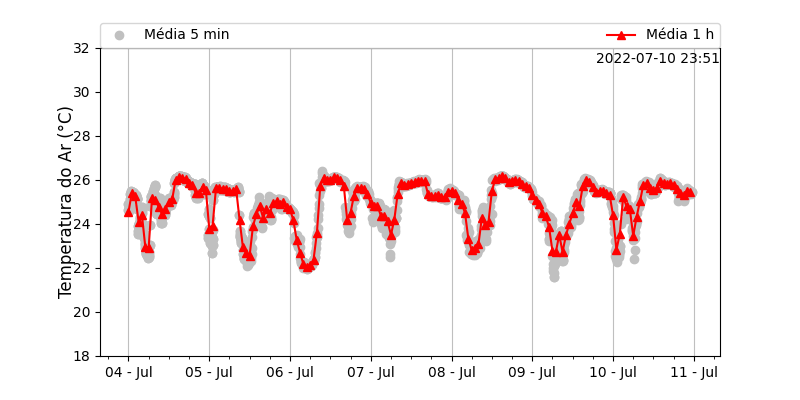 Média 5 min
Média 1 h
2022-07-10 23:51
Temperatura do Ar (°C)
32
30
28
26
24
22
20
18
04 - Jul
05 - Jul
06 - Jul
07 - Jul
08 - Jul
09 - Jul
10 - Jul
11 - Jul